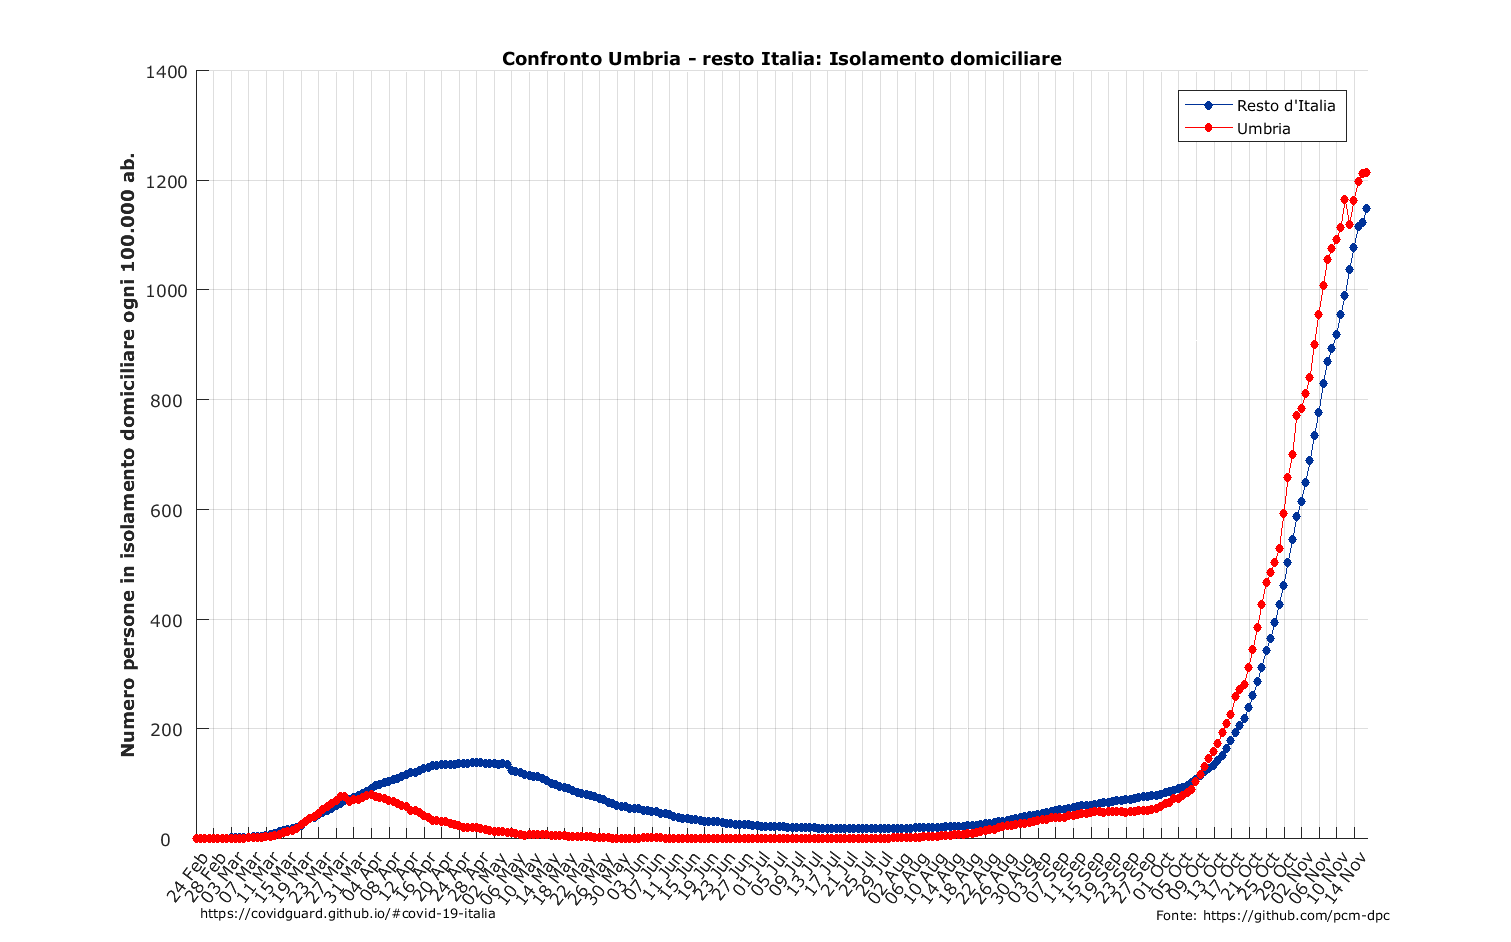 Confronto Umbria - resto Italia: Isolamento domiciliare
Numero persone in isolamento domiciliare ogni 100.000 ab.
1400
1200
1000
800
600
400
200
0
Resto d'Italia
Umbria
24 Feb
28 Feb
03 Mar
07 Mar
11 Mar
15 Mar
19 Mar
23 Mar
27 Mar
31 Mar
04 Apr
08 Apr
12 Apr
16 Apr
20 Apr
24 Apr
28 Apr
02 May
06 May
10 May
14 May
18 May
22 May
26 May
30 May
03 Jun
07 Jun
11 Jun
15 Jun
19 Jun
23 Jun
27 Jun
01 Jul
05 Jul
09 Jul
13 Jul
17 Jul
21 Jul
25 Jul
29 Jul
02 Aug
06 Aug
10 Aug
14 Aug
18 Aug
22 Aug
26 Aug
30 Aug
03 Sep
07 Sep
11 Sep
15 Sep
19 Sep
23 Sep
27 Sep
01 Oct
05 Oct
09 Oct
13 Oct
17 Oct
21 Oct
25 Oct
29 Oct
02 Nov
06 Nov
10 Nov
14 Nov
https://covidguard.github.io/#covid-19-italia
Fonte: https://github.com/pcm-dpc